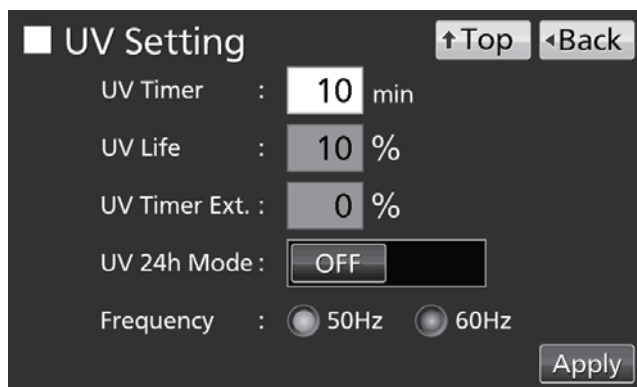 UV Setting ↑Top ◂Back
UV Timer : 10 min
UV Life : 10 %
UV Timer Ext. : 0 %
UV 24h Mode : OFF
Frequency : 50Hz 60Hz
Apply